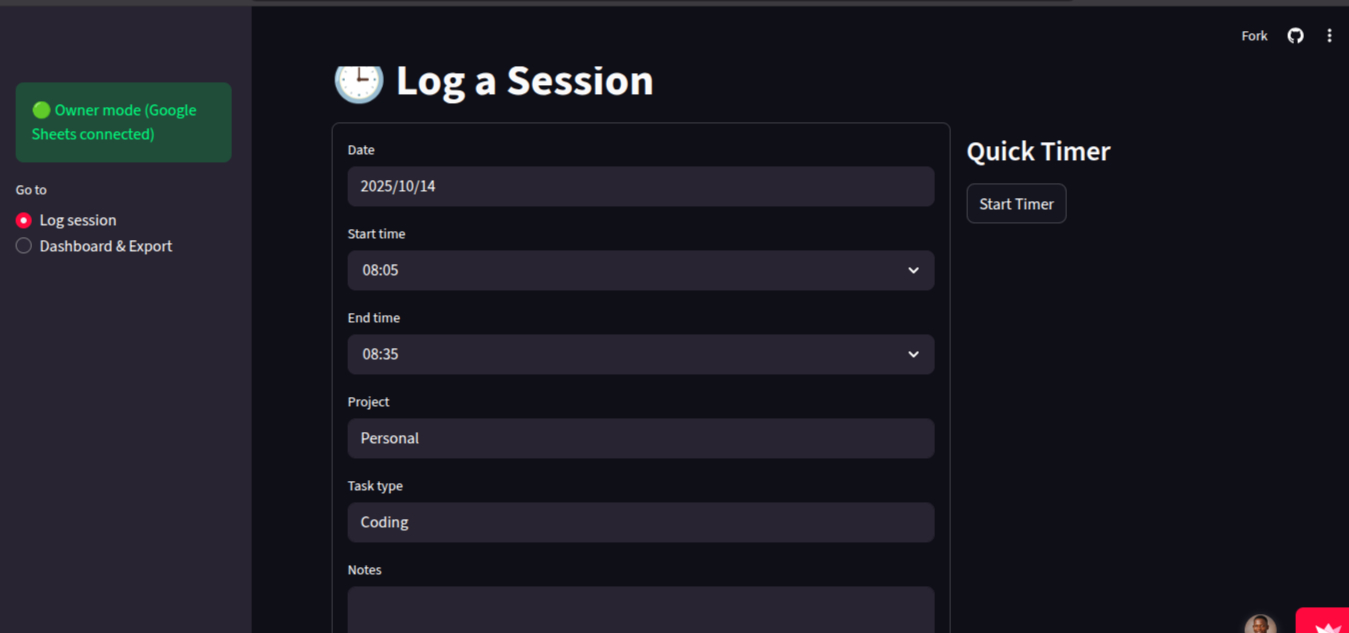 Fork
🟢 Owner mode (Google
Sheets connected)
Go to
Log session
Dashboard & Export
🕒 Log a Session
Date
2025/10/14
Start time
08:05
End time
08:35
Project
Personal
Task type
Coding
Notes
Quick Timer
Start Timer